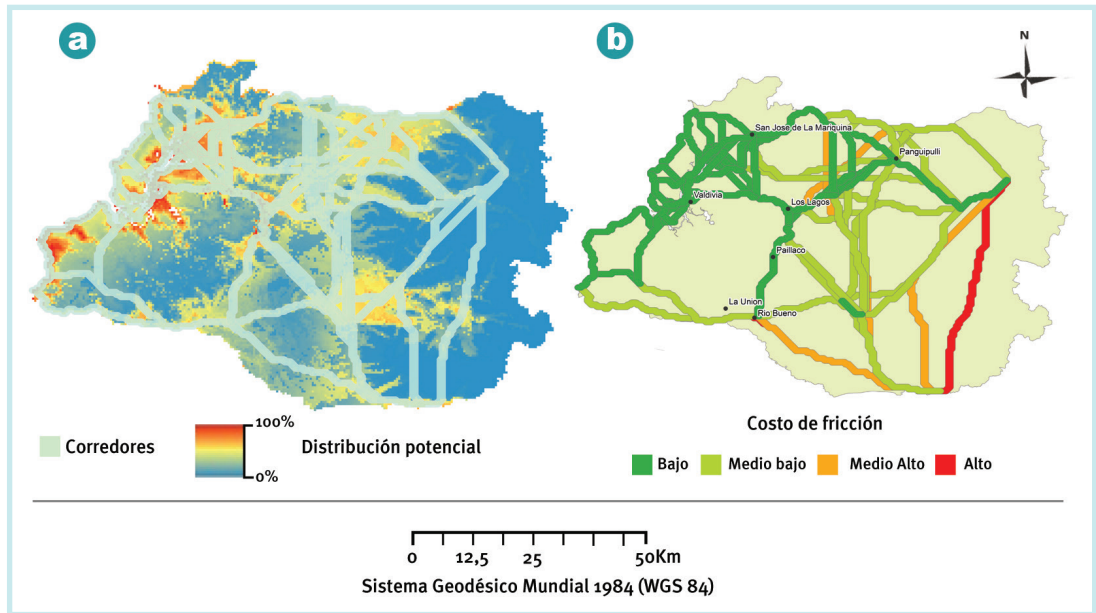 a
b
N
San Jose de La Mariquina
Panguipulli
Valdivia
Los Lagos
Paillaco
La Union
Rio Bueno
Corredores
100%
0%
Distribución potencial
Costo de fricción
Bajo
Medio bajo
Medio Alto
Alto
0 12,5 25 50Km
Sistema Geodésico Mundial 1984 (WGS 84)